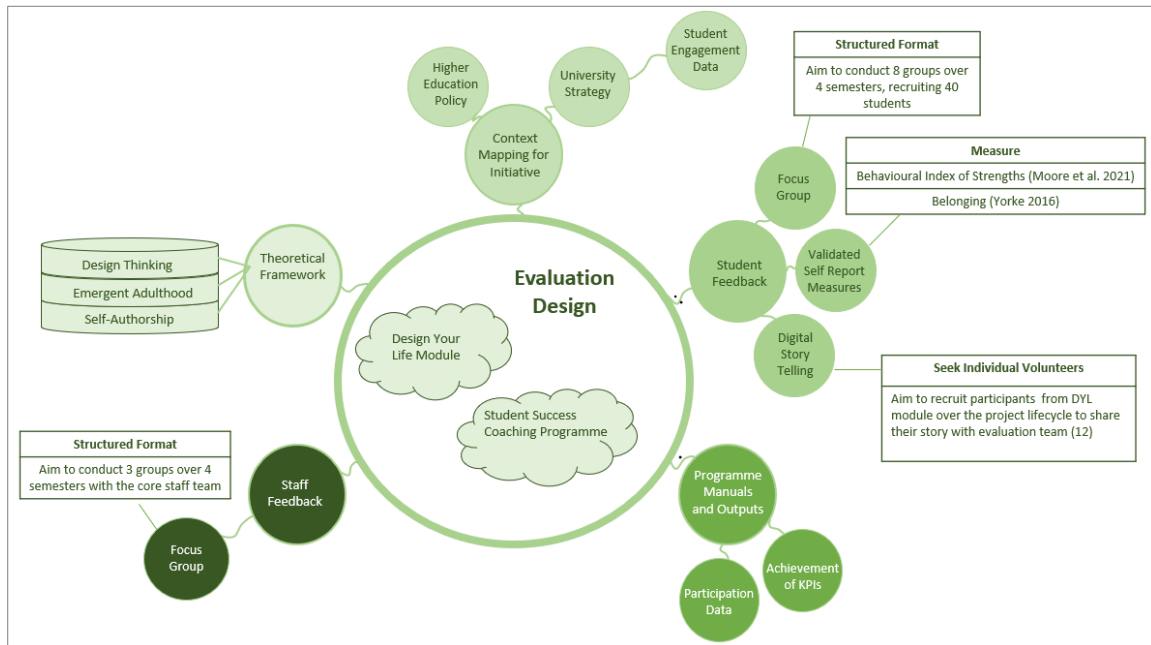 Student
Engagement
Data
Higher
Education
Policy
University
Strategy
Context
Mapping for
Initiative
Structured Format
Aim to conduct 8 groups over
4 semesters, recruiting 40
students
Focus
Group
Measure
Behavioural Index of Strengths (Moore et al. 2021)
Belonging (Yorke 2016)
Student
Feedback
Validated
Self Report
Measures
Digital
Story
Telling
Seek Individual Volunteers
Aim to recruit participants from DYL
module over the project lifecycle to share
their story with evaluation team (12)
Theoretical
Framework
Design Thinking
Emergent Adulthood
Self-Authorship
Evaluation
Design
Design Your
Life Module
Student Success
Coaching Programme
Structured Format
Aim to conduct 3 groups over 4
semesters with the core staff team
Staff
Feedback
Focus
Group
Programme
Manuals
and Outputs
Achievement
of KPIs
Participation
Data